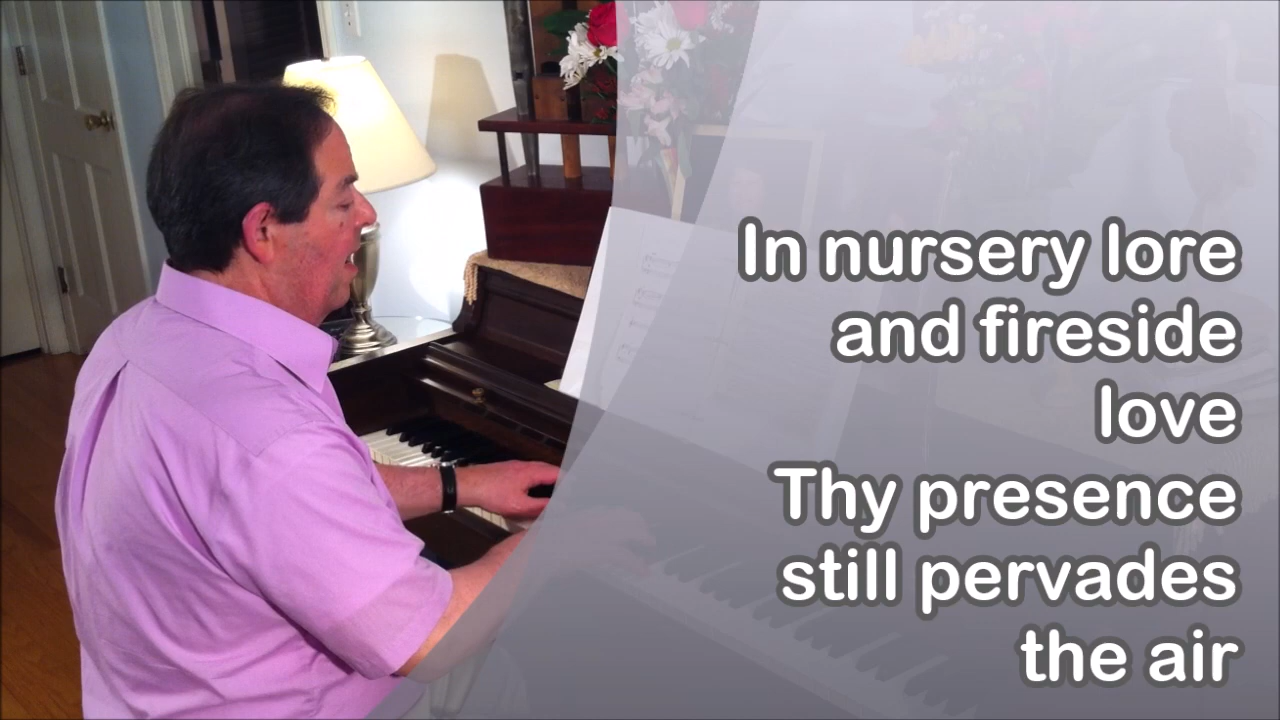 In nursery lore
and fireside
love
Thy presence
still pervades
the air